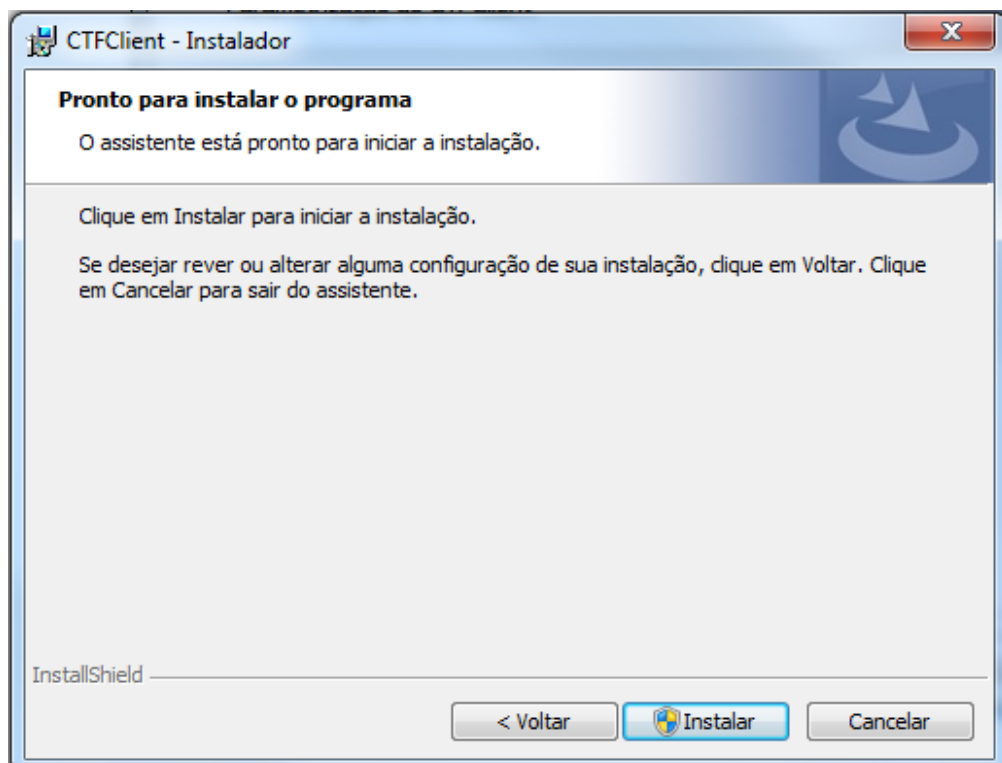 CTFClient - Instalador
Pronto para instalar o programa
O assistente está pronto para iniciar a instalação.
Clique em Instalar para iniciar a instalação.
Se desejar rever ou alterar alguma configuração de sua instalação, clique em Voltar. Clique
em Cancelar para sair do assistente.
InstallShield
< Voltar
Instalar
Cancelar